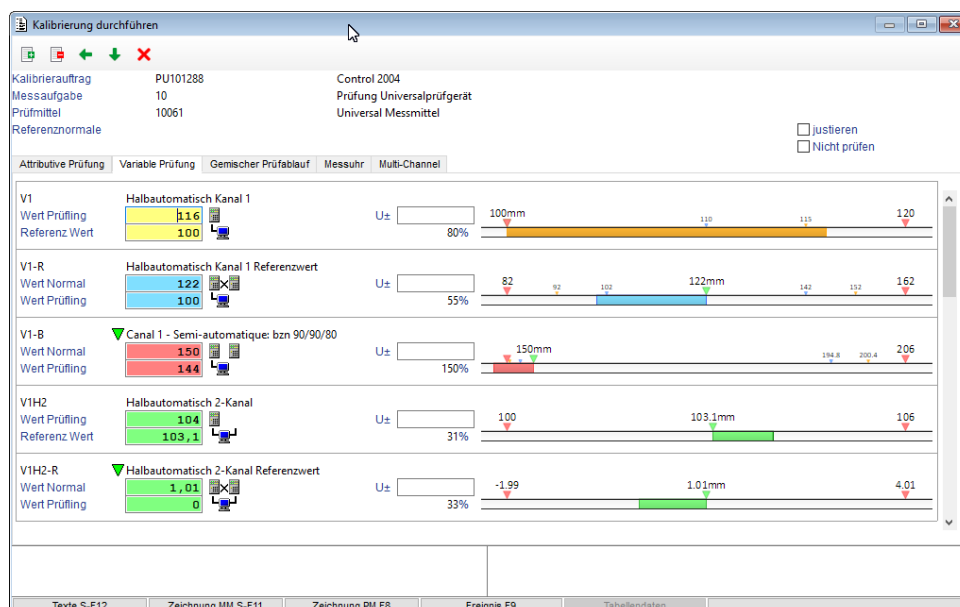 Kalibrierung durchführen
Kalibrierauftrag PU101288 Control 2004
Messaufgabe 10 Prüfung Universalprüfgerät
Prüfmittel 10061 Universal Messmittel
Referenznormale
justieren
Nicht prüfen
Attributive Prüfung Variable Prüfung Gemischer Prüfablauf Messuhr Multi-Channel
V1 Halbautomatisch Kanal 1
Wert Prüfling 116 U± 100mm 110 115 120
Referenz Wert 100 80%
V1-R Halbautomatisch Kanal 1 Referenzwert
Wert Normal 122 U± 82 92 102 122mm 142 152 162
Wert Prüfling 100 55%
V1-B Canal 1 - Semi-automatique: bzn 90/90/80
Wert Normal 150 U± 150mm 194.8 200.4 206
Wert Prüfling 144 150%
V1H2 Halbautomatisch 2-Kanal
Wert Prüfling 104 U± 100 103.1mm 106
Referenz Wert 103,1 31%
V1H2-R Halbautomatisch 2-Kanal Referenzwert
Wert Normal 1,01 U± -1.99 1.01mm 4.01
Wert Prüfling 0 33%
Texte S-F12 Zeichnung MM S-F11 Zeichnung PM F8 Ereignis F9 Tabellendaten